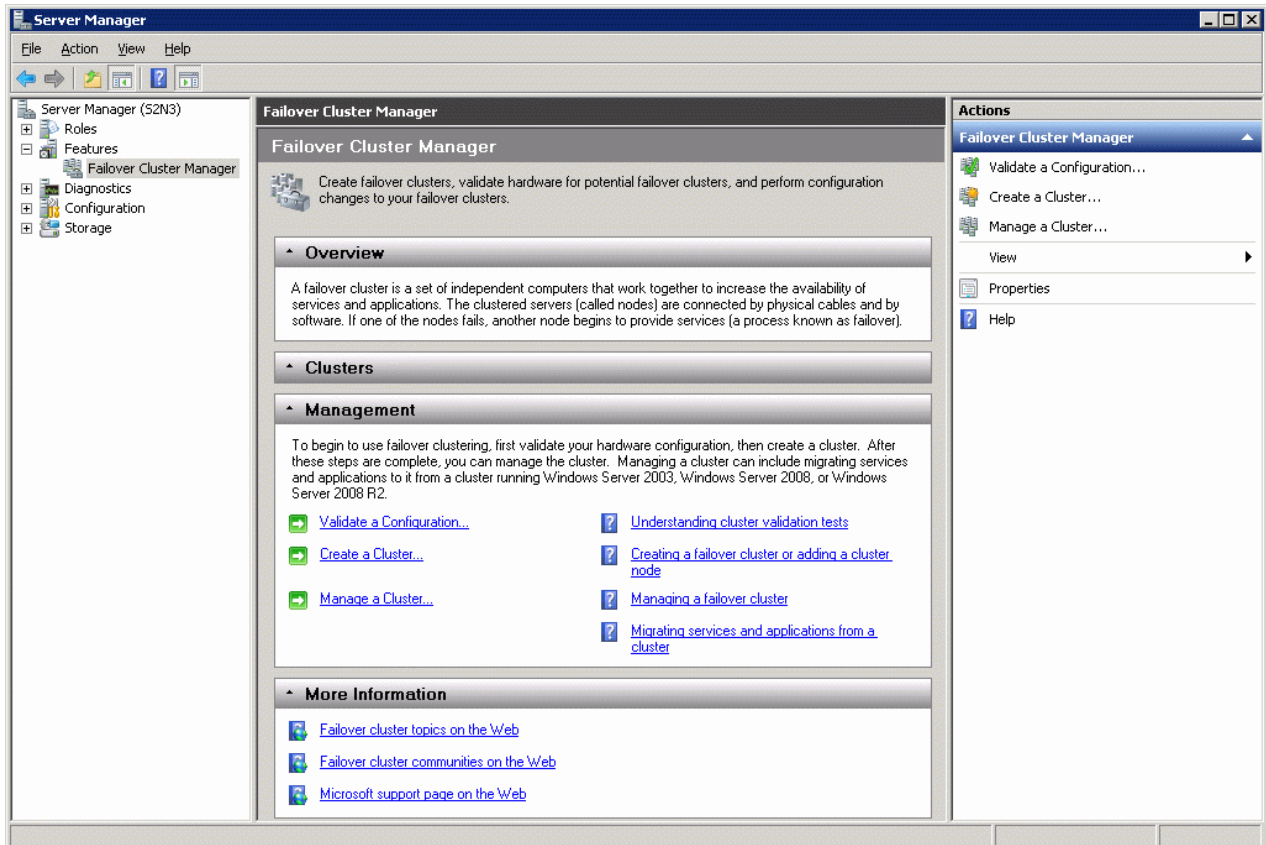 Server Manager
File Action View Help
Server Manager (S2N3)
Roles
Features
Failover Cluster Manager
Diagnostics
Configuration
Storage
Failover Cluster Manager
Failover Cluster Manager
Create failover clusters, validate hardware for potential failover clusters, and perform configuration
changes to your failover clusters.
Overview
A failover cluster is a set of independent computers that work together to increase the availability of
services and applications. The clustered servers (called nodes) are connected by physical cables and by
software. If one of the nodes fails, another node begins to provide services (a process known as failover).
Clusters
Management
To begin to use failover clustering, first validate your hardware configuration, then create a cluster. After
these steps are complete, you can manage the cluster. Managing a cluster can include migrating services
and applications to it from a cluster running Windows Server 2003, Windows Server 2008, or Windows
Server 2008 R2.
Validate a Configuration...
Understanding cluster validation tests
Create a Cluster...
Creating a failover cluster or adding a cluster
node
Manage a Cluster...
Managing a failover cluster
Migrating services and applications from a
cluster
More Information
Failover cluster topics on the Web
Failover cluster communities on the Web
Microsoft support page on the Web
Actions
Failover Cluster Manager
Validate a Configuration...
Create a Cluster...
Manage a Cluster...
View
Properties
Help